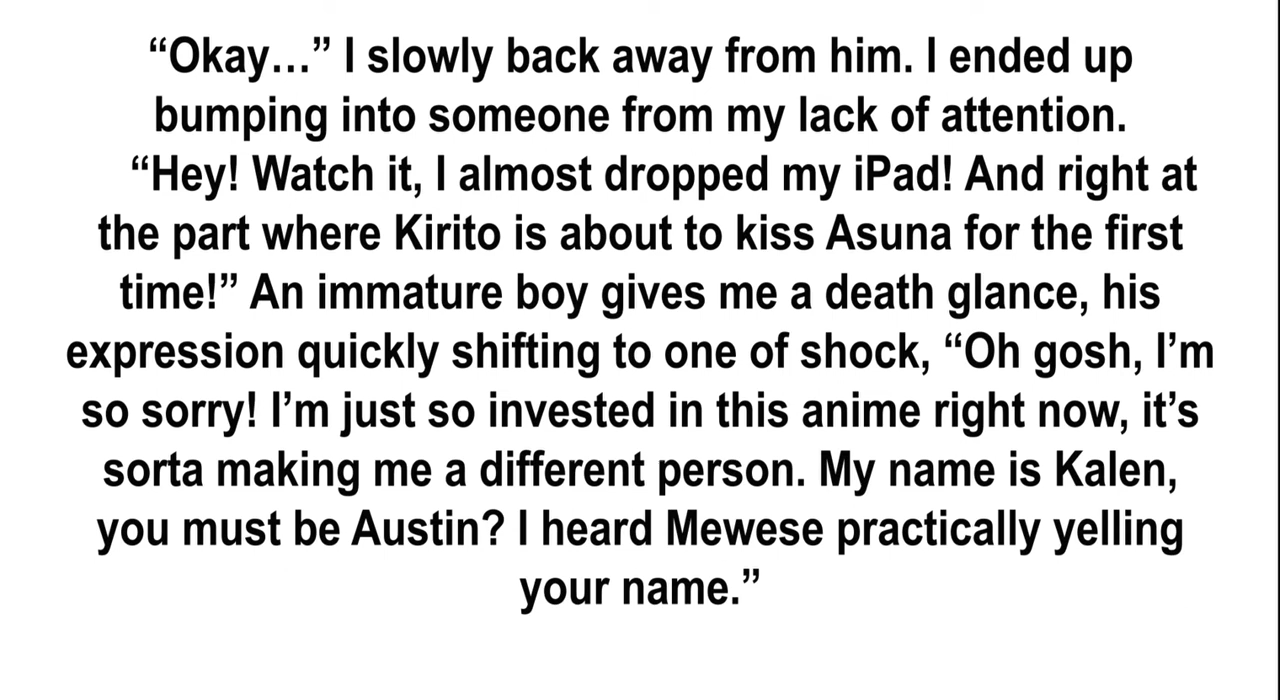 “Okay…” I slowly back away from him. I ended up
bumping into someone from my lack of attention.
“Hey! Watch it, I almost dropped my iPad! And right at
the part where Kirito is about to kiss Asuna for the first
time!” An immature boy gives me a death glance, his
expression quickly shifting to one of shock, “Oh gosh, I’m
so sorry! I’m just so invested in this anime right now, it’s
sorta making me a different person. My name is Kalen,
you must be Austin? I heard Mewese practically yelling
your name.”